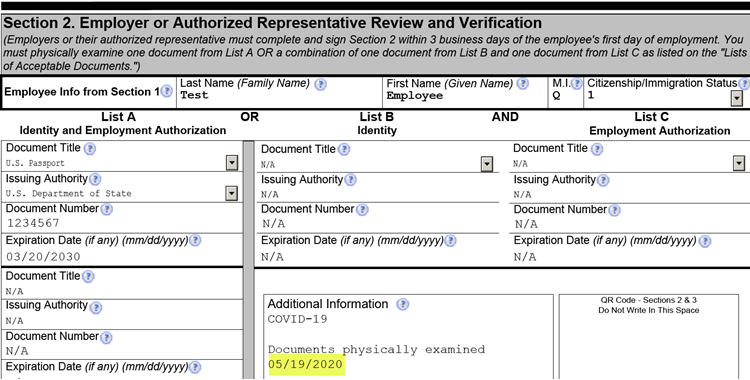 Section 2. Employer or Authorized Representative Review and Verification
(Employers or their authorized representative must complete and sign Section 2 within 3 business days of the employee's first day of employment. You
must physically examine one document from List A OR a combination of one document from List B and one document from List C as listed on the "Lists
of Acceptable Documents.")
Employee Info from Section 1 ?
Last Name (Family Name) ?
Test
First Name (Given Name) ?
Employee
M.I. ?
Q
Citizenship/Immigration Status ?
1
List A
Identity and Employment Authorization
OR
List B
Identity
AND
List C
Employment Authorization
Document Title ?
U.S. Passport
Issuing Authority ?
U.S. Department of State
Document Number ?
1234567
Expiration Date (if any) (mm/dd/yyyy) ?
03/20/2030
Document Title ?
N/A
Issuing Authority ?
N/A
Document Number ?
N/A
Expiration Date (if any) (mm/dd/yyyy) ?
Document Title ?
N/A
Issuing Authority ?
N/A
Document Number ?
N/A
Expiration Date (if any) (mm/dd/yyyy) ?
N/A
Document Title ?
N/A
Issuing Authority ?
N/A
Document Number ?
N/A
Expiration Date (if any) (mm/dd/yyyy) ?
N/A
Additional Information ?
COVID-19
Documents physically examined
05/19/2020
QR Code - Sections 2 & 3
Do Not Write In This Space